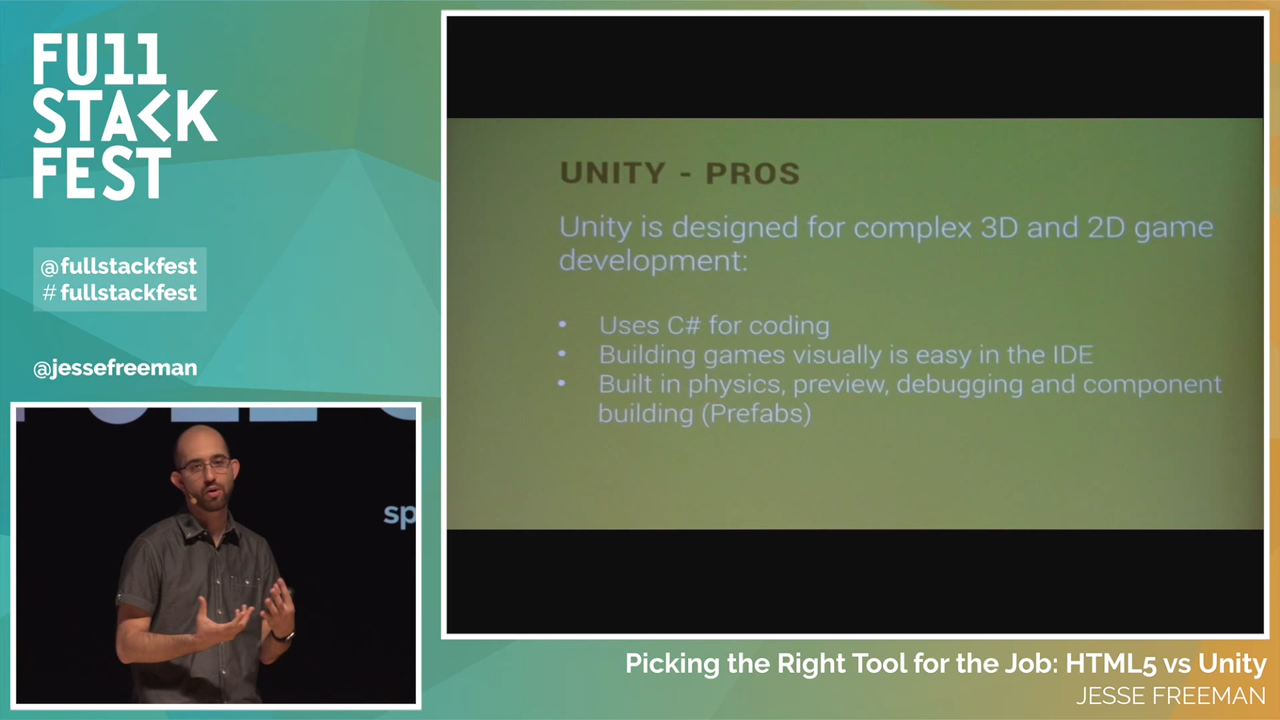 FU11
STACK
FEST
@fullstackfest
# fullstackfest
@jessefreeman
sp
UNITY - PROS
Unity is designed for complex 3D and 2D game
development:
• Uses C# for coding
• Building games visually is easy in the IDE
• Built in physics, preview, debugging and component
building (Prefabs)
Picking the Right Tool for the Job: HTML5 vs Unity
JESSE FREEMAN